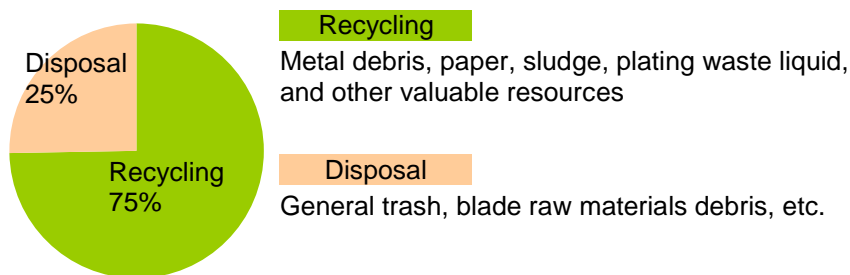 Disposal
25%
Recycling
75%
Recycling
Metal debris, paper, sludge, plating waste liquid,
and other valuable resources
Disposal
General trash, blade raw materials debris, etc.